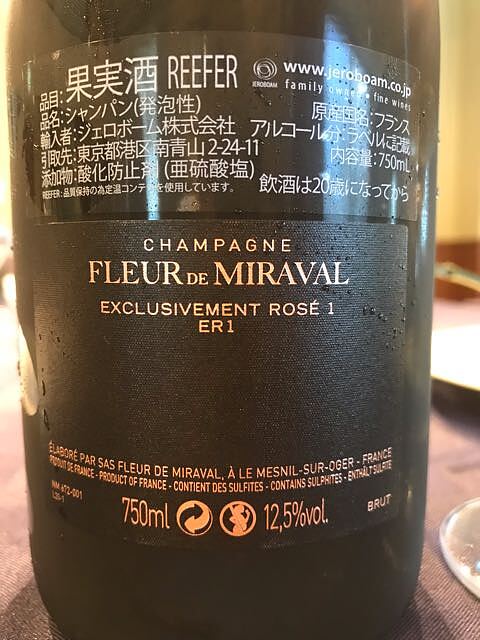 品目:果実酒 REEFER
JEROBOAM
www.jeroboam.co.jp
family owned • fine wines
品名:シャンパン(発泡性)
原産国名:フランス
輸入者:ジェロボーム株式会社
アルコール分:ラベルに記載
引取先:東京都港区南青山2-24-11
内容量:750mL
添加物:酸化防止剤(亜硫酸塩)
REEFER:品質保持の為定温コンテナを使用しています。
飲酒は20歳になってから
CHAMPAGNE
FLEUR DE MIRAVAL
EXCLUSIVEMENT ROSÉ 1
ER1
ÉLABORÉ PAR SAS FLEUR DE MIRAVAL, À LE MESNIL-SUR-OGER - FRANCE
PRODUIT DE FRANCE - PRODUCT OF FRANCE - CONTIENT DES SULFITES - CONTAINS SULPHITES - ENTHÄLT SULFITE
NM 472-001
750ml 12,5%vol.
BRUT